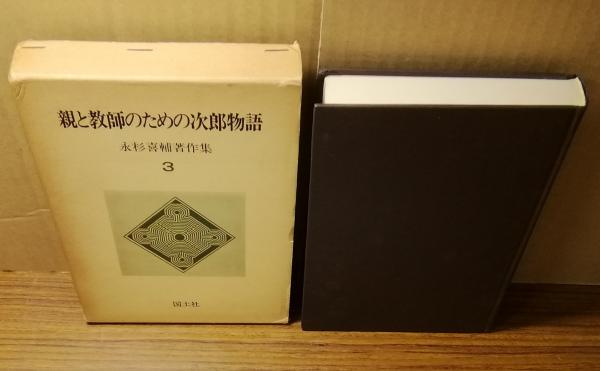 親と教師のための次郎物語
永杉喜輔著作集
3
国土社